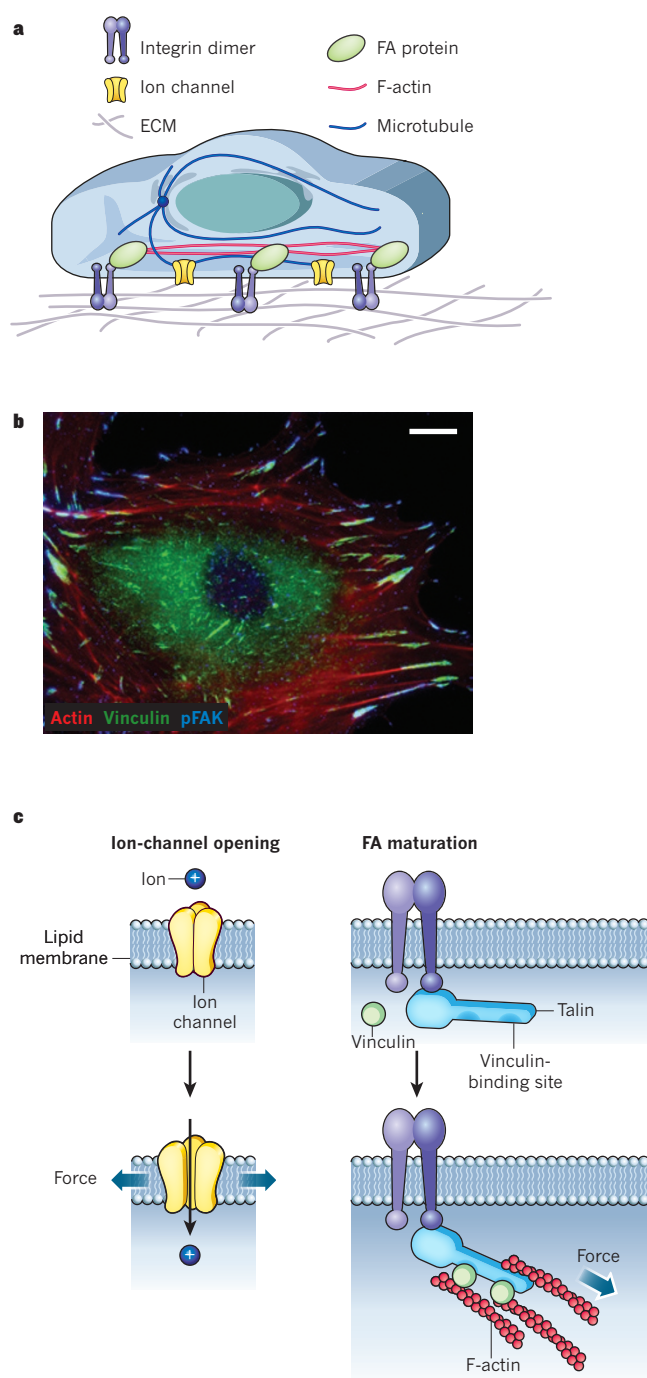 a
Integrin dimer
FA protein
Ion channel
F-actin
ECM
Microtubule
b
Actin Vinculin pFAK
c
Ion-channel opening
FA maturation
Ion
+
Lipid
membrane
Ion
channel
Talin
Vinculin
Vinculin-
binding site
Force
+
Force
F-actin